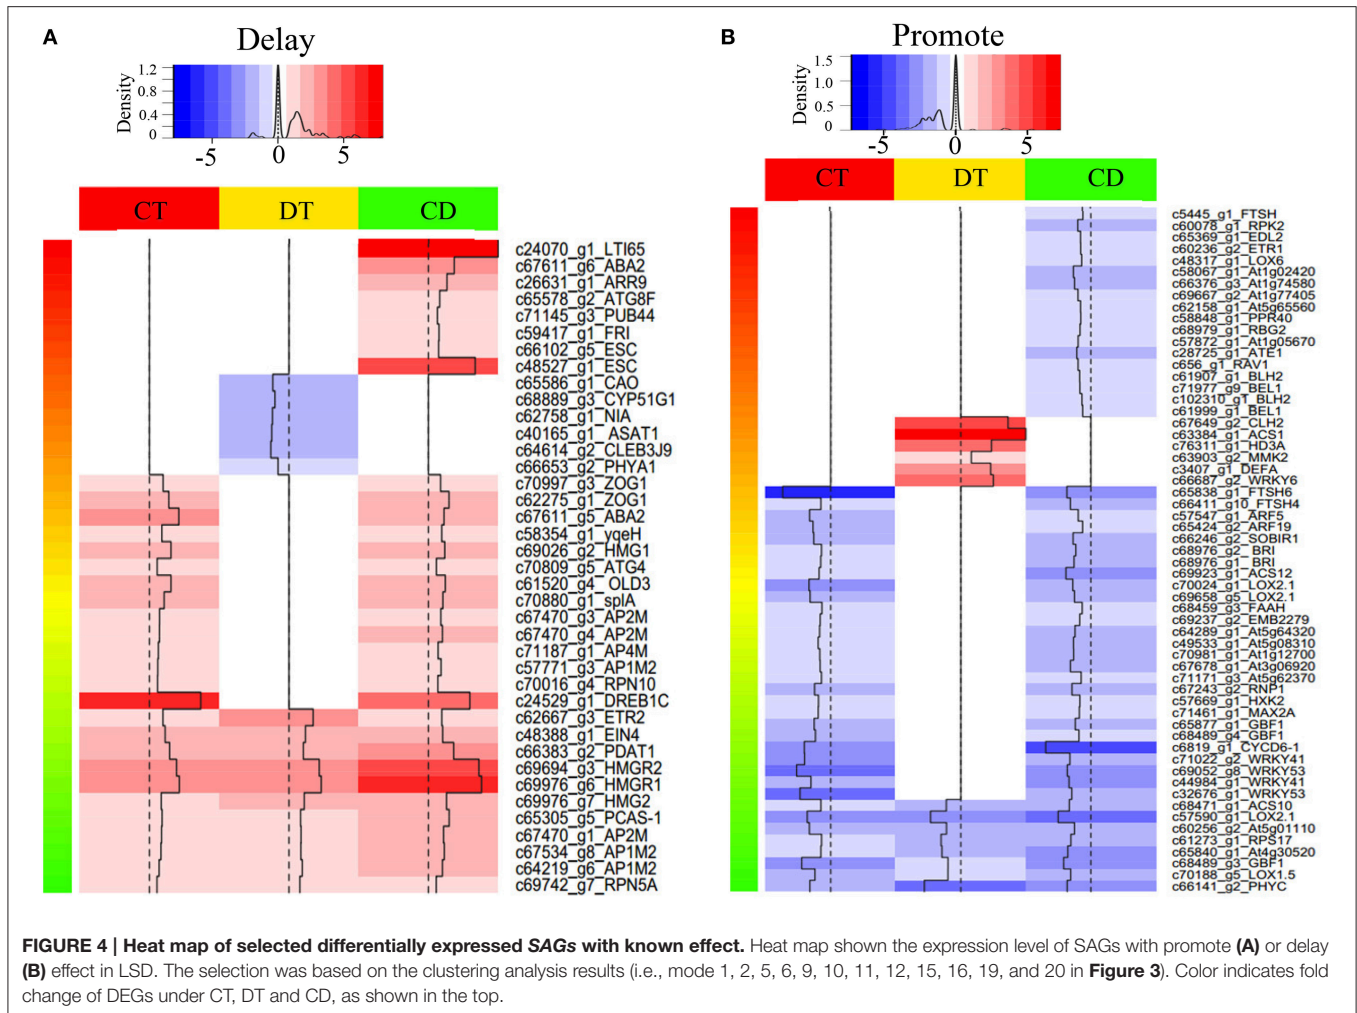 A
Delay
Density
1.2
0.8
0.4
0
-5 0 5
CT DT CD
c24070_g1_LTI65
c67611_g6_ABA2
c26631_g1_ARR9
c65578_g2_ATG8F
c71145_g3_PUB44
c59417_g1_FRI
c66102_g5_ESC
c48527_g1_ESC
c65586_g1_CAO
c68889_g3_CYP51G1
c62758_g1_NIA
c40165_g1_ASAT1
c64614_g2_CLEB3J9
c66653_g2_PHYA1
c70997_g3_ZOG1
c62275_g1_ZOG1
c67611_g5_ABA2
c58354_g1_yqeH
c69026_g2_HMG1
c70809_g5_ATG4
c61520_g4_OLD3
c70880_g1_splA
c67470_g3_AP2M
c67470_g4_AP2M
c71187_g1_AP4M
c57771_g3_AP1M2
c70016_g4_RPN10
c24529_g1_DREB1C
c62667_g3_ETR2
c48388_g1_EIN4
c66383_g2_PDAT1
c69694_g3_HMGR2
c69976_g6_HMGR1
c69976_g7_HMG2
c65305_g5_PCAS-1
c67470_g1_AP2M
c67534_g8_AP1M2
c64219_g6_AP1M2
c69742_g7_RPN5A
B
Promote
Density
1.5
1.0
0.5
0
-5 0 5
CT DT CD
c5445_g1_FTSH
c60078_g1_RPK2
c65369_g1_EDL2
c60236_g2_ETR1
c48317_g1_LOX6
c58067_g1_At1g02420
c66376_g3_At1g74580
c69667_g2_At1g77405
c62158_g1_At5g65560
c58848_g1_PPR40
c68979_g1_RBG2
c57872_g1_At1g05670
c28725_g1_ATE1
c656_g1_RAV1
c61907_g1_BLH2
c71977_g9_BEL1
c102310_g1_BLH2
c61999_g1_BEL1
c67649_g2_CLH2
c63384_g1_ACS1
c76311_g1_HD3A
c63903_g2_MMK2
c3407_g1_DEFA
c66687_g2_WRKY6
c65838_g1_FTSH6
c66411_g10_FTSH4
c57547_g1_ARF5
c65424_g2_ARF19
c66246_g2_SOBIR1
c68976_g2_BRI
c68976_g1_BRI
c69923_g1_ACS12
c70024_g1_LOX2.1
c69658_g5_LOX2.1
c68459_g3_FAAH
c69237_g2_EMB2279
c64289_g1_At5g64320
c49533_g1_At5g08310
c70981_g1_At1g12700
c67678_g1_At3g06920
c71171_g3_At5g62370
c67243_g2_RNP1
c57669_g1_HXK2
c71461_g1_MAX2A
c65877_g1_GBF1
c68489_g4_GBF1
c6819_g1_CYCD6-1
c71022_g2_WRKY41
c69052_g8_WRKY53
c44984_g1_WRKY41
c32676_g1_WRKY53
c68471_g1_ACS10
c57590_g1_LOX2.1
c60256_g2_At5g01110
c61273_g1_RPS17
c65840_g1_At4g30520
c68489_g3_GBF1
c70188_g5_LOX1.5
c66141_g2_PHYC
FIGURE 4 | Heat map of selected differentially expressed SAGs with known effect. Heat map shown the expression level of SAGs with promote (A) or delay
(B) effect in LSD. The selection was based on the clustering analysis results (i.e., mode 1, 2, 5, 6, 9, 10, 11, 12, 15, 16, 19, and 20 in Figure 3). Color indicates fold
change of DEGs under CT, DT and CD, as shown in the top.